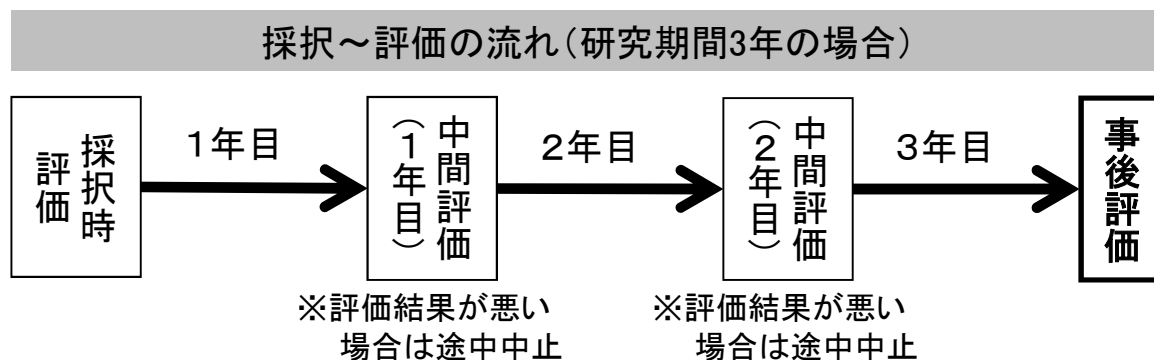 採択～評価の流れ（研究期間3年の場合）
採択時
評価
１年目
中間評価
（１年目）
※評価結果が悪い
場合は途中中止
２年目
中間評価
（２年目）
※評価結果が悪い
場合は途中中止
３年目
事後評価